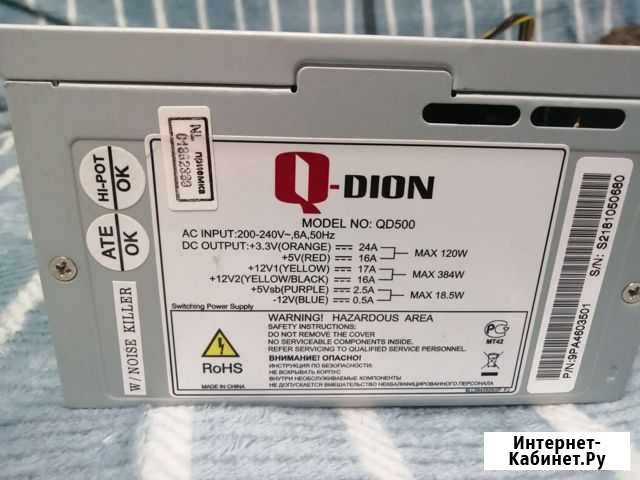 Q-DION
MODEL NO: QD500
AC INPUT:200-240V~,6A,50Hz
DC OUTPUT:+3.3V(ORANGE) 24A
+5V(RED) 16A
MAX 120W
+12V1(YELLOW) 17A
+12V2(YELLOW/BLACK) 16A
MAX 384W
+5Vsb(PURPLE) 2.5A
-12V(BLUE) 0.5A
MAX 18.5W
Switching Power Supply
WARNING! HAZARDOUS AREA
SAFETY INSTRUCTIONS:
DO NOT REMOVE THE COVER
NO SERVICEABLE COMPONENTS INSIDE.
REFER SERVICING TO QUALIFIED PERSONNEL.
ВНИМАНИЕ! ОПАСНО!
ИНСТРУКЦИЯ ПО БЕЗОПАСНОСТИ:
НЕ ВСКРЫВАТЬ КОРПУС
ВНУТРИ НЕОБСЛУЖИВАЕМЫЕ КОМПОНЕНТЫ
НЕ ДОПУСКАЕТСЯ ВМЕШАТЕЛЬСТВО НЕКВАЛИФИЦИРОВАННОГО ПЕРСОНАЛА.
RoHS
MADE IN CHINA
MT42
HI-POT
OK
ATE
OK
W/ NOISE KILLER
NL
приемка
S/N: S2181050680
P/N:9PA4603501
Интернет-
Кабинет.Ру